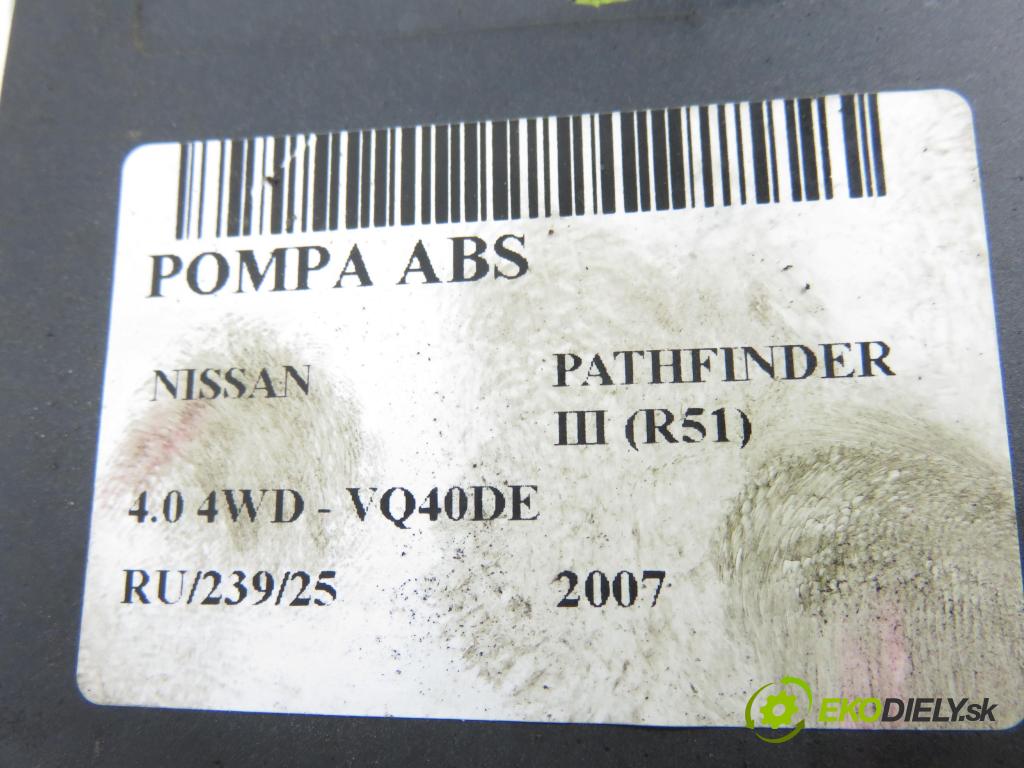 POMPA ABS
NISSAN
PATHFINDER
III (R51)
4.0 4WD - VQ40DE
RU/239/25
2007
EKODIELY.sk